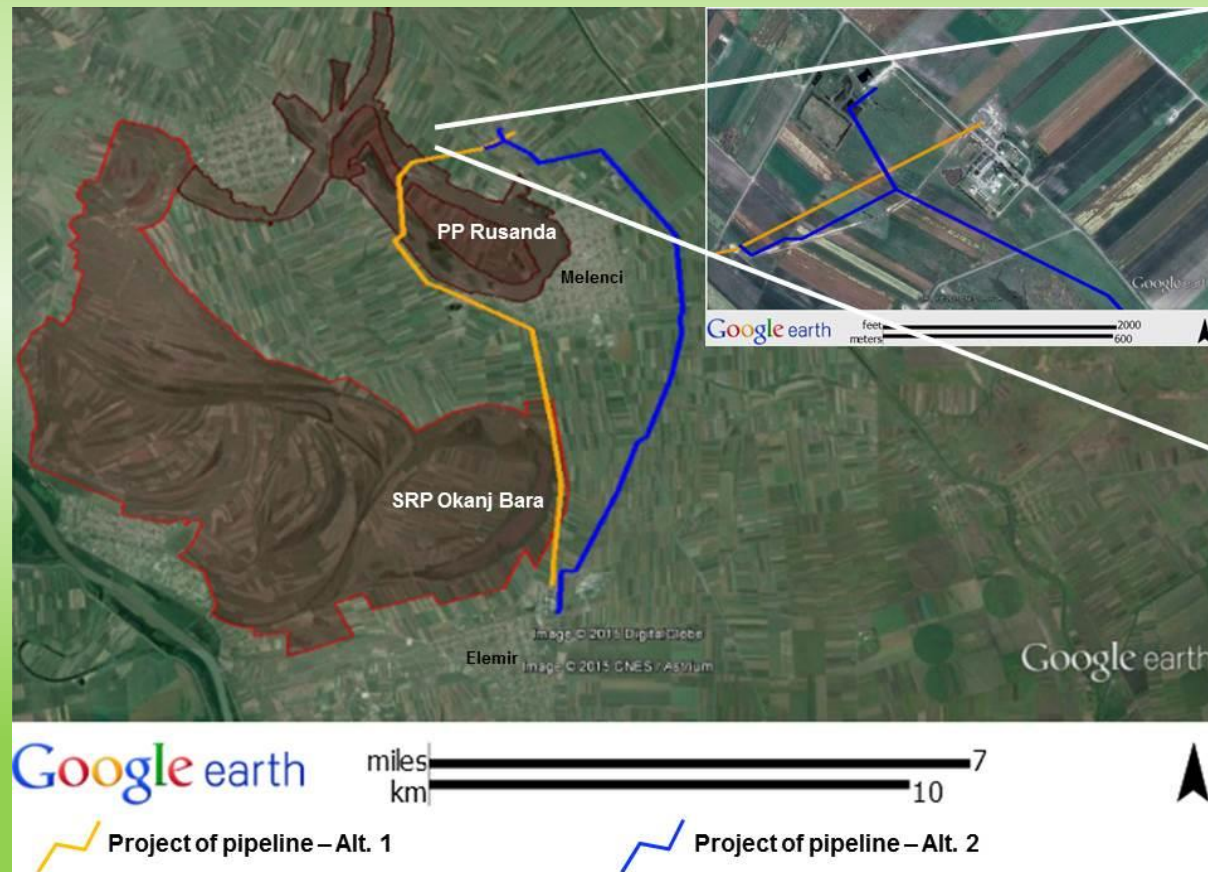 PP Rusanda
Melenci
SRP Okanj Bara
Elemir
Image © 2015 DigitalGlobe
Image © 2015 CNES / Astrium
Google earth
Google earth
Google earth
feet 2000
meters 600
Google earth
miles 7
km 10
Project of pipeline – Alt. 1
Project of pipeline – Alt. 2